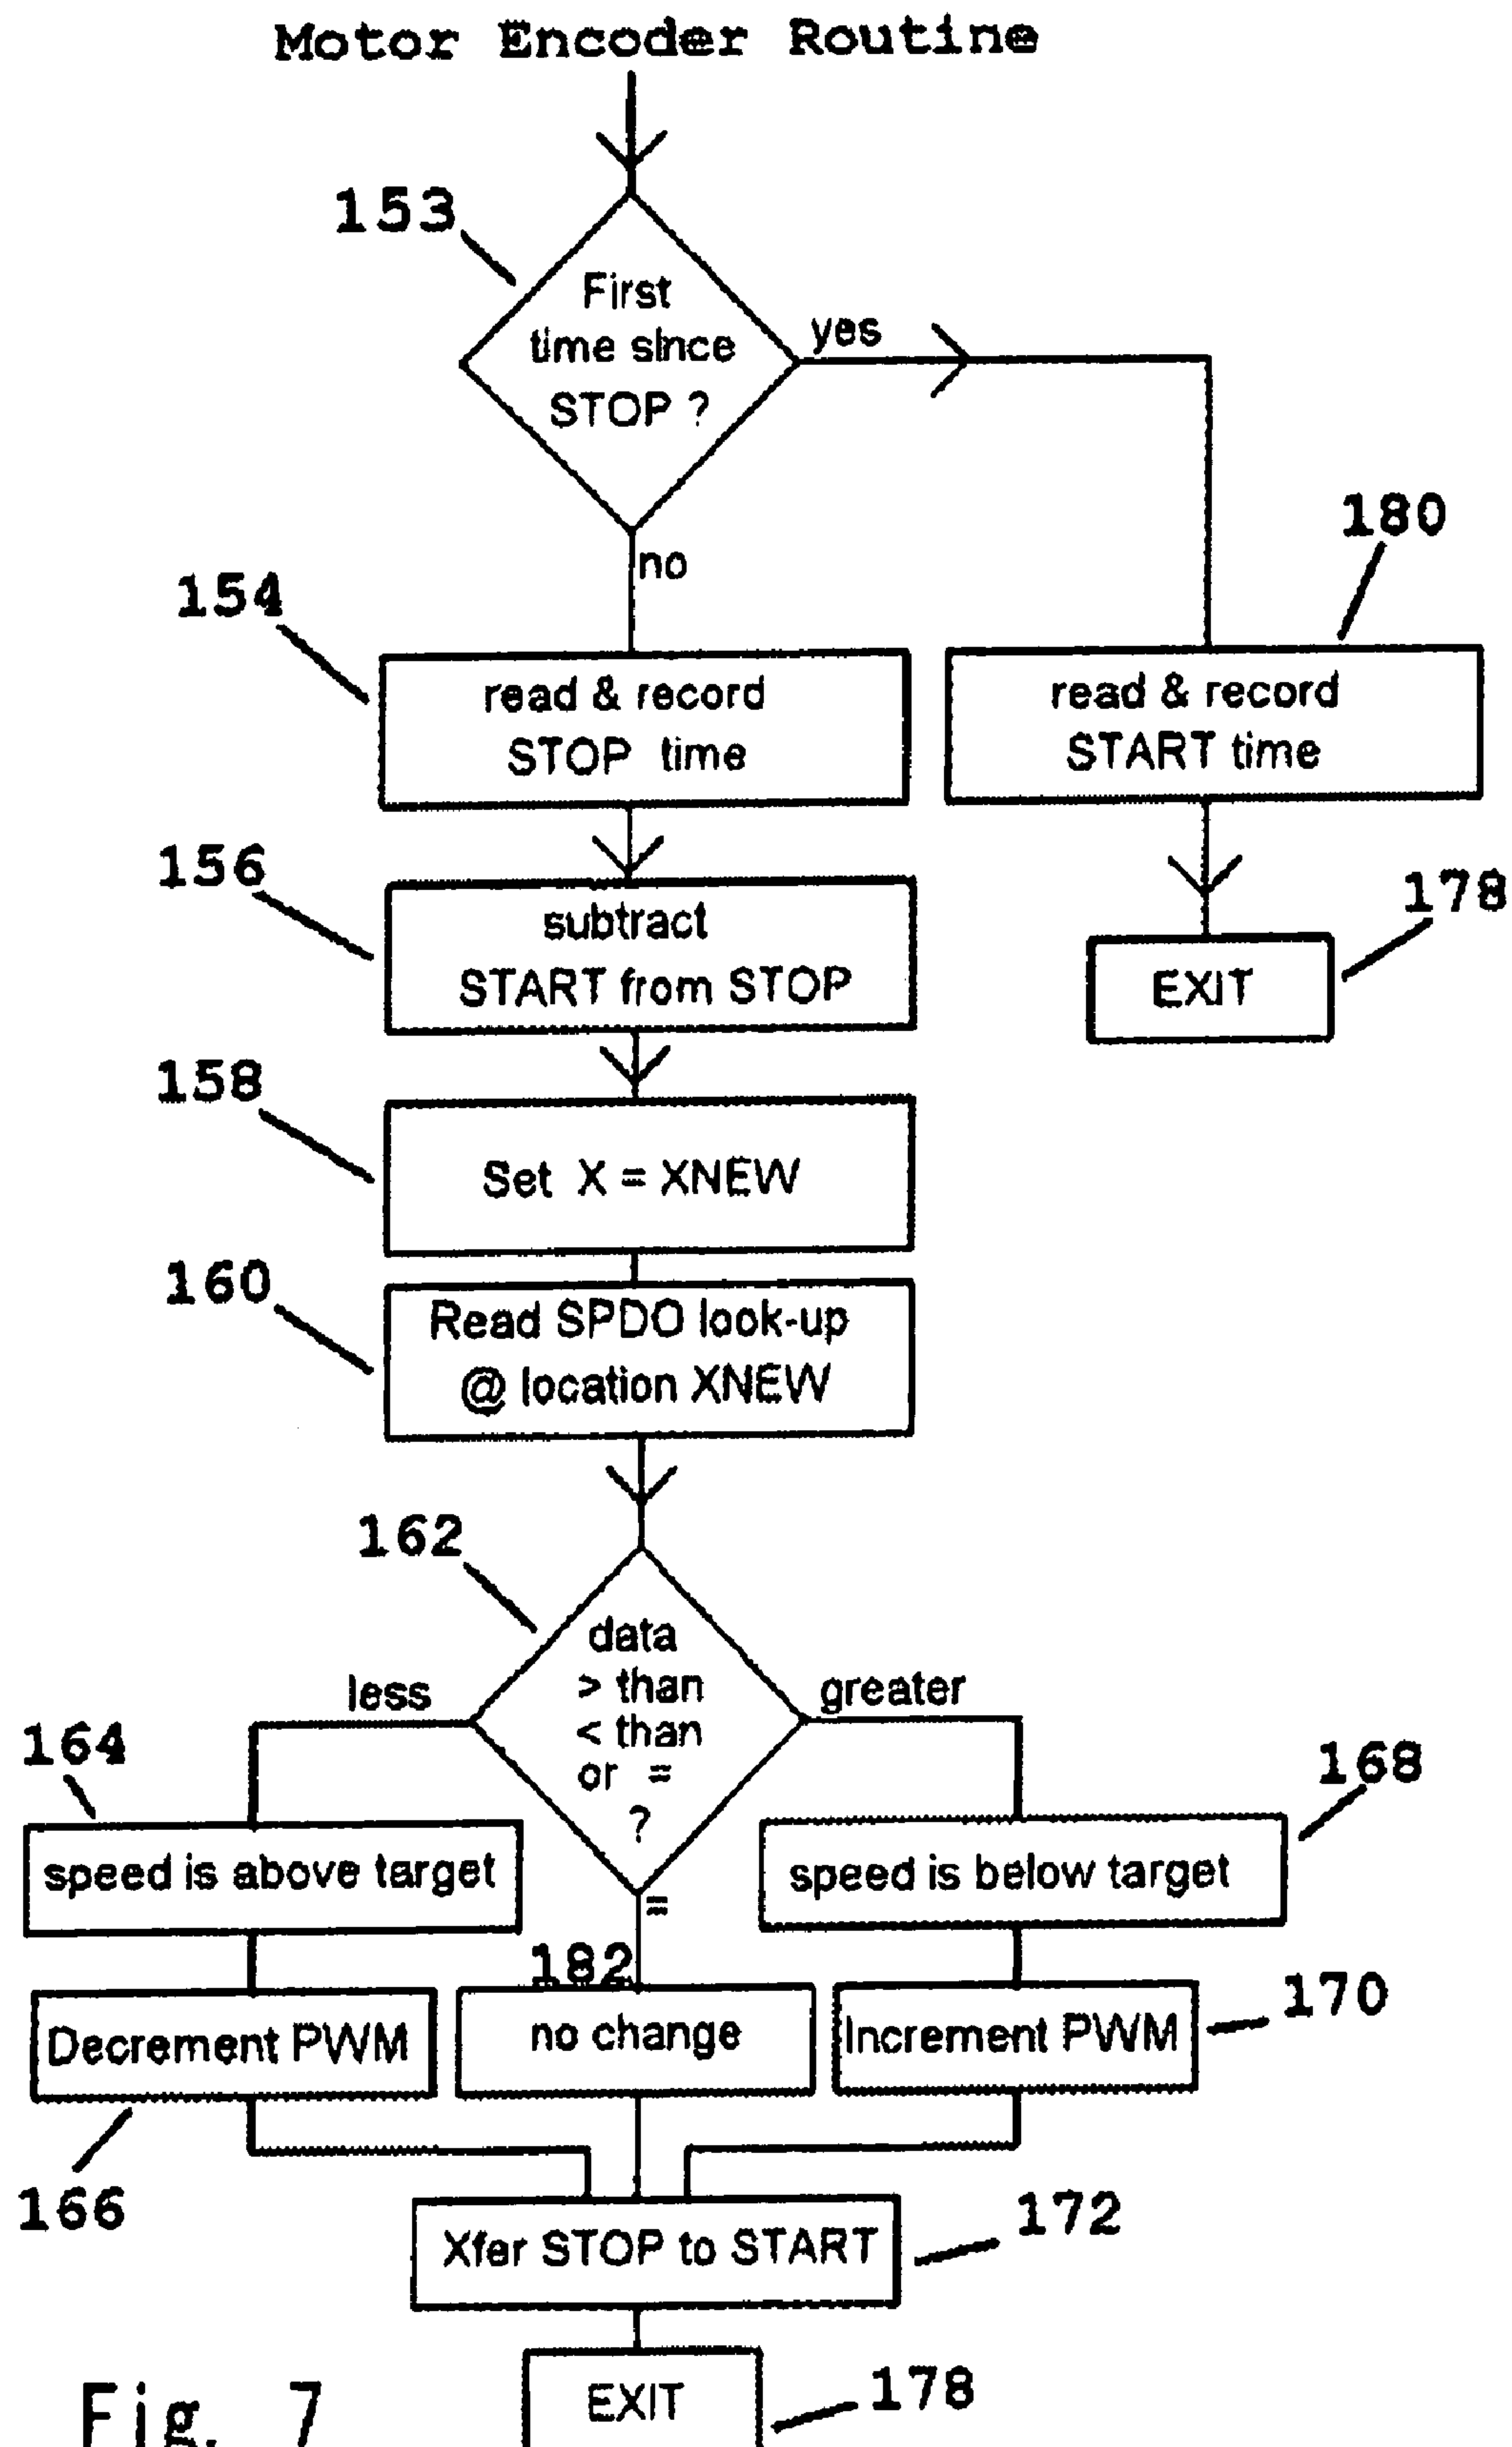 Motor Encoder Routine
153
First
time since
STOP ?
yes
no
180
154
read & record
STOP time
read & record
START time
156
subtract
START from STOP
178
EXIT
158
Set X = XNEW
160
Read SPDO look-up
@ location XNEW
162
data
> than
< than
or =
?
less
greater
=
164
speed is above target
168
speed is below target
182
Decrement PWM
no change
Increment PWM
170
166
Xfer STOP to START
172
EXIT
178
Fig. 7